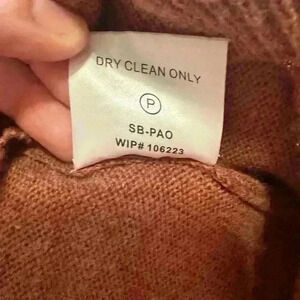 DRY CLEAN ONLY
P
SB-PAO
WIP# 106223